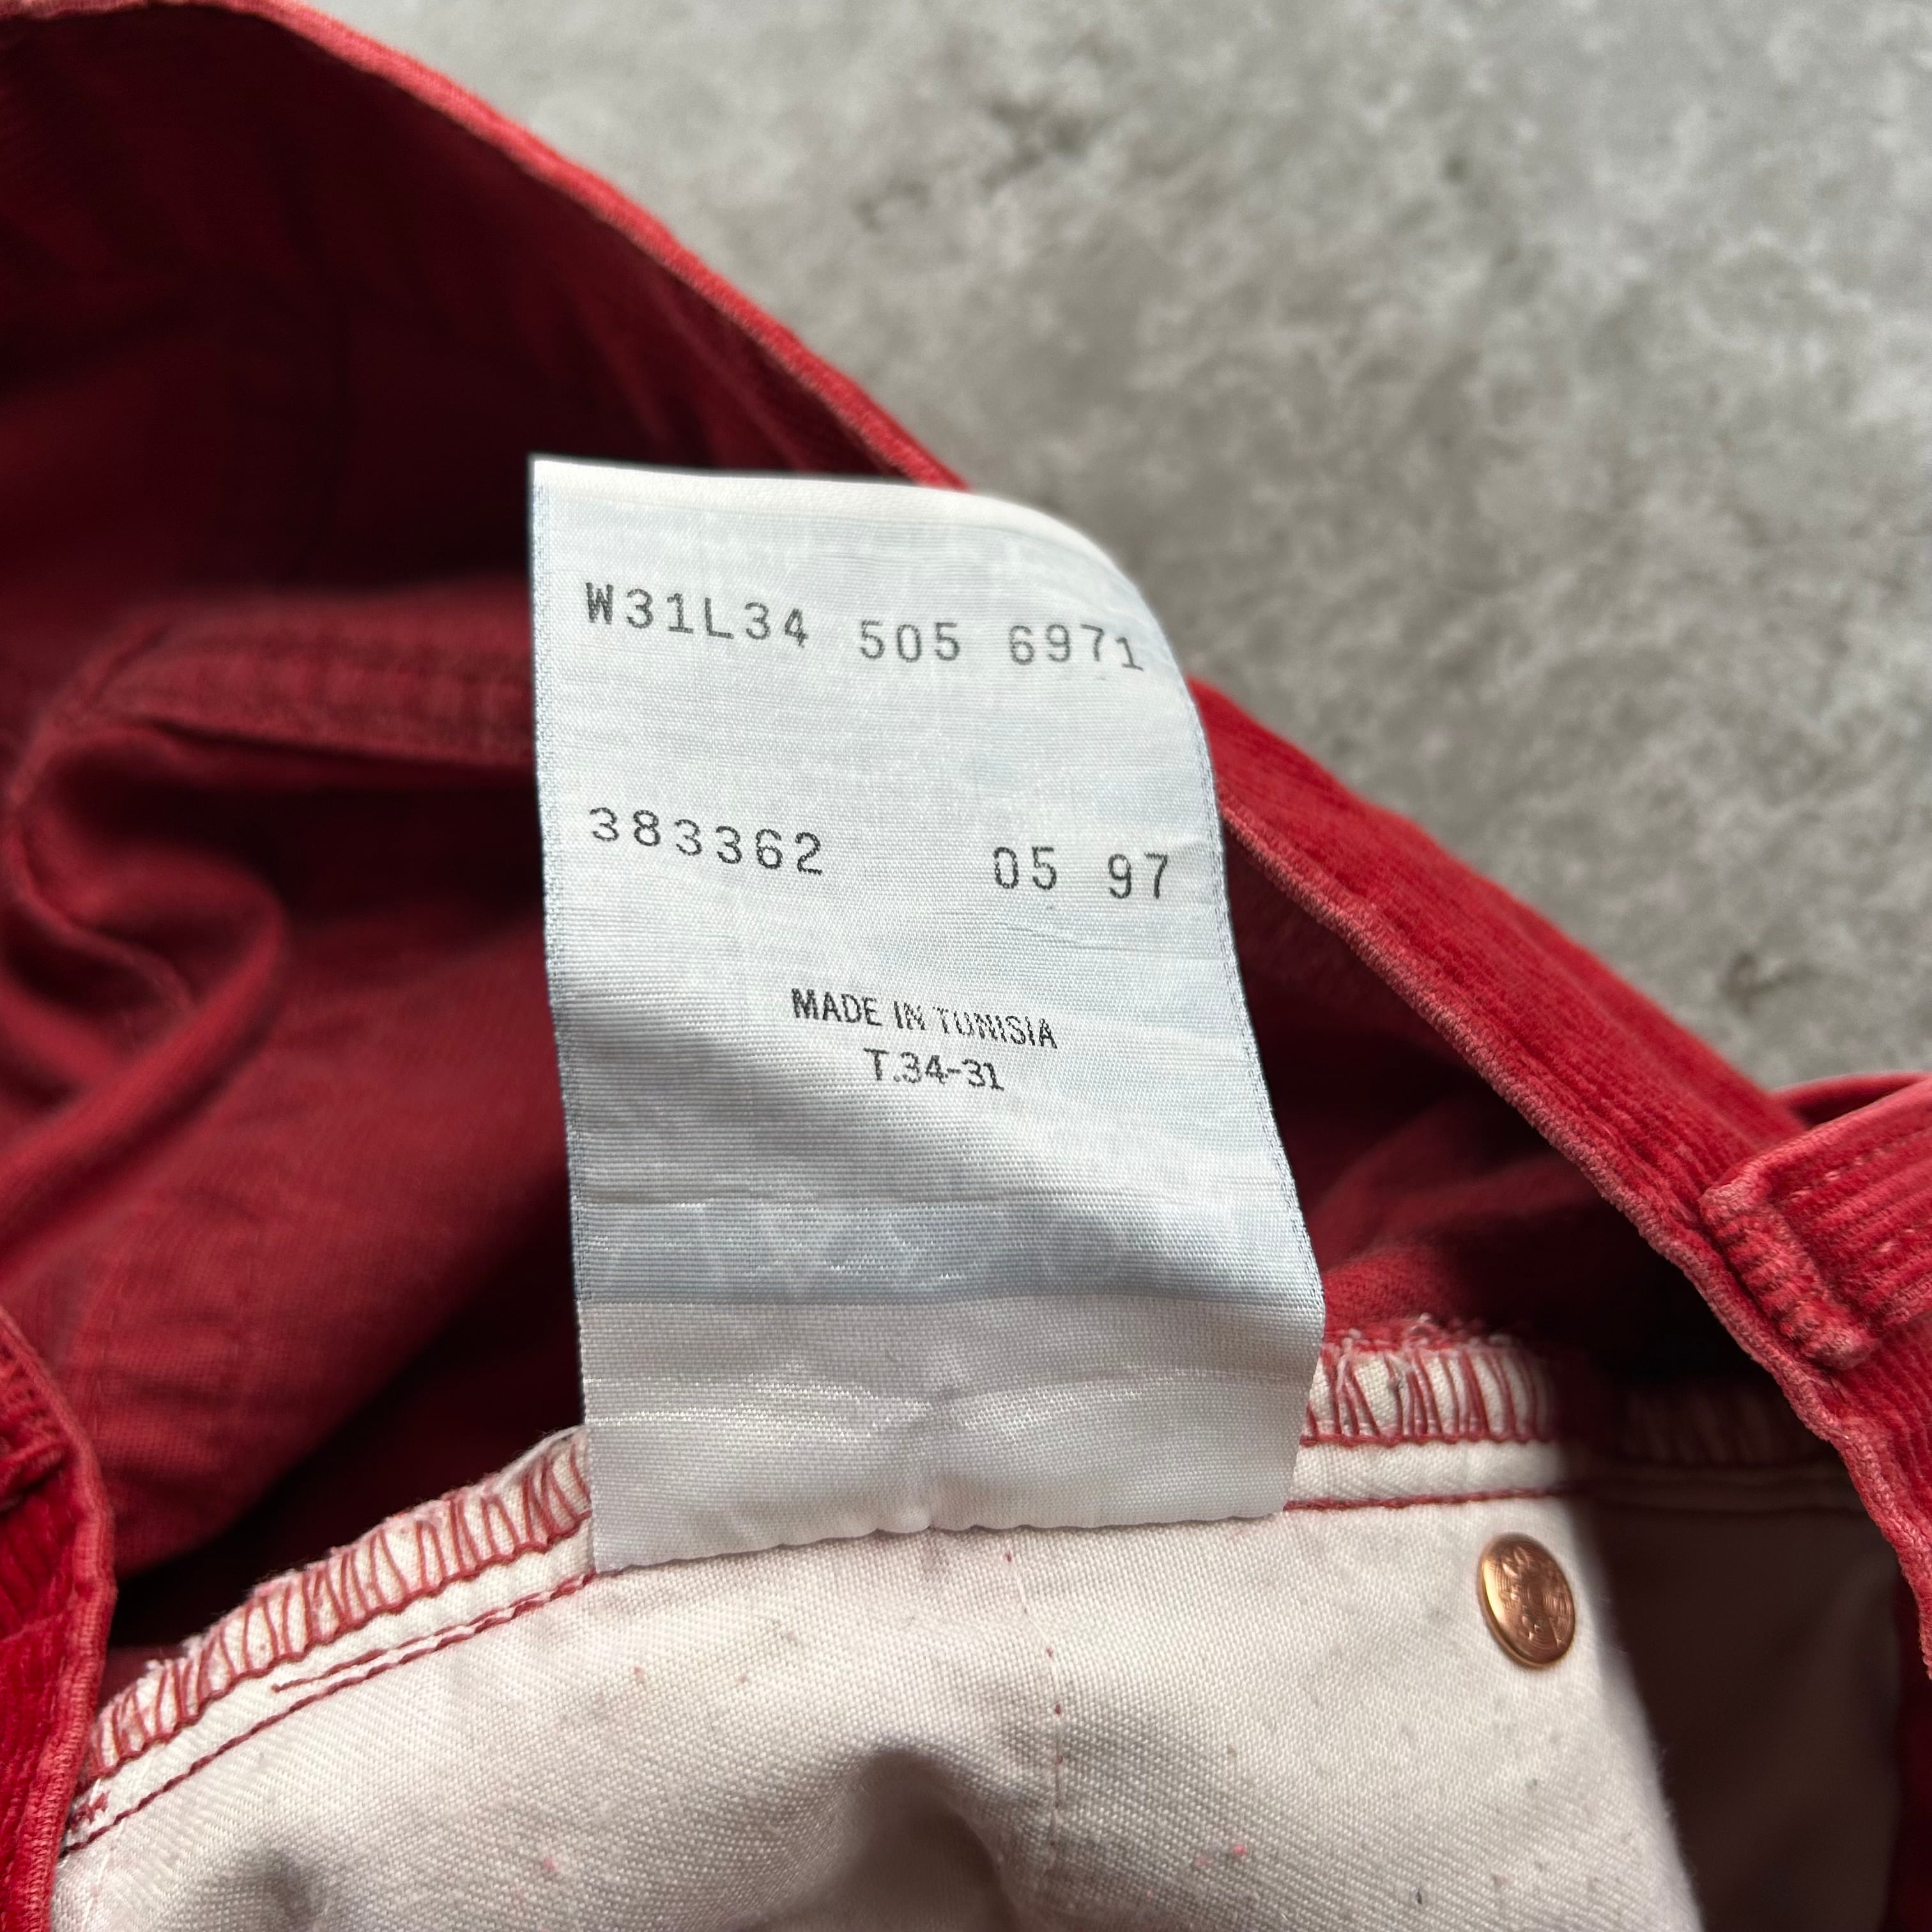 W31L34 505 6971
383362 05 97
MADE IN TUNISIA
T.34-31